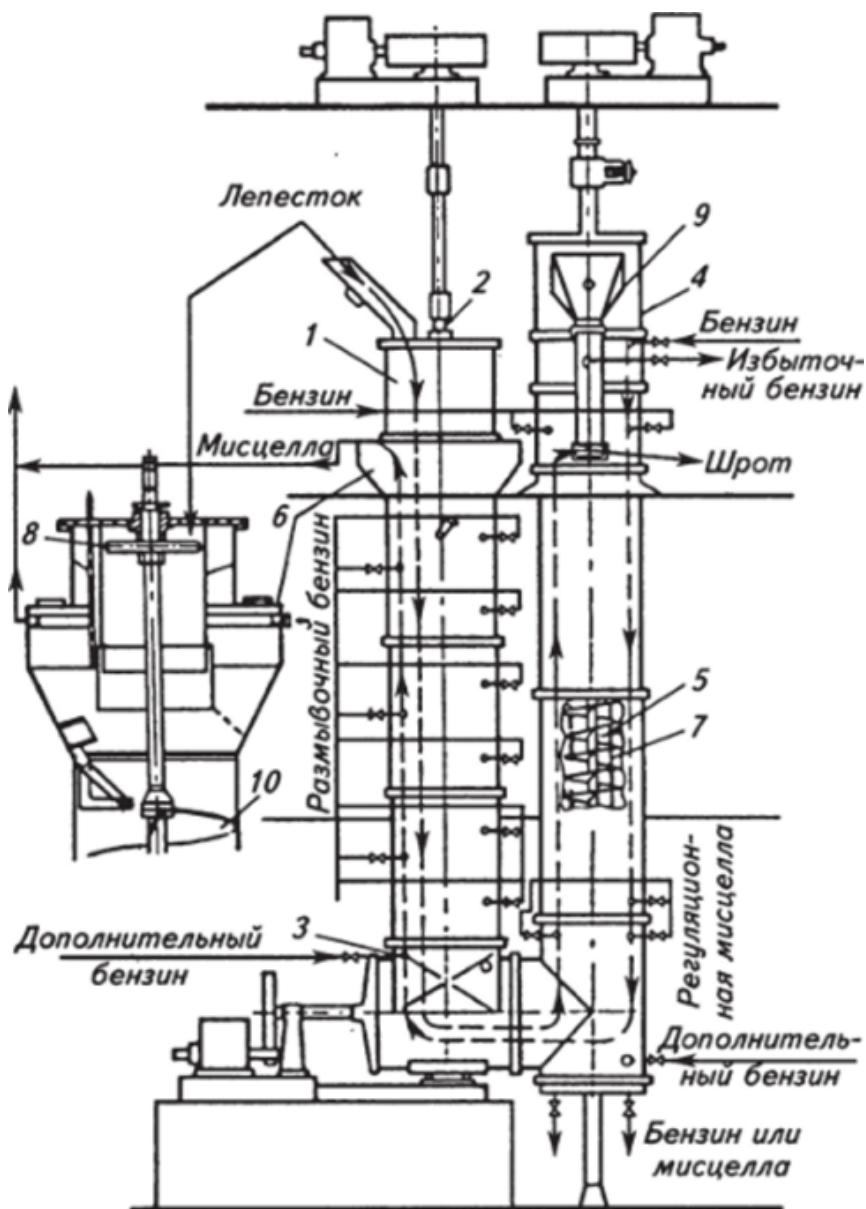 Лепесток
9
2
4
1
Бензин
Избыточ-
ный бензин
Бензин
Мисцелла
Шрот
6
8
Размывочный бензин
5
7
10
Регуляцион-
ная мисцелла
3
Дополнительный
бензин
Дополнитель-
ный бензин
Бензин или
мисцелла